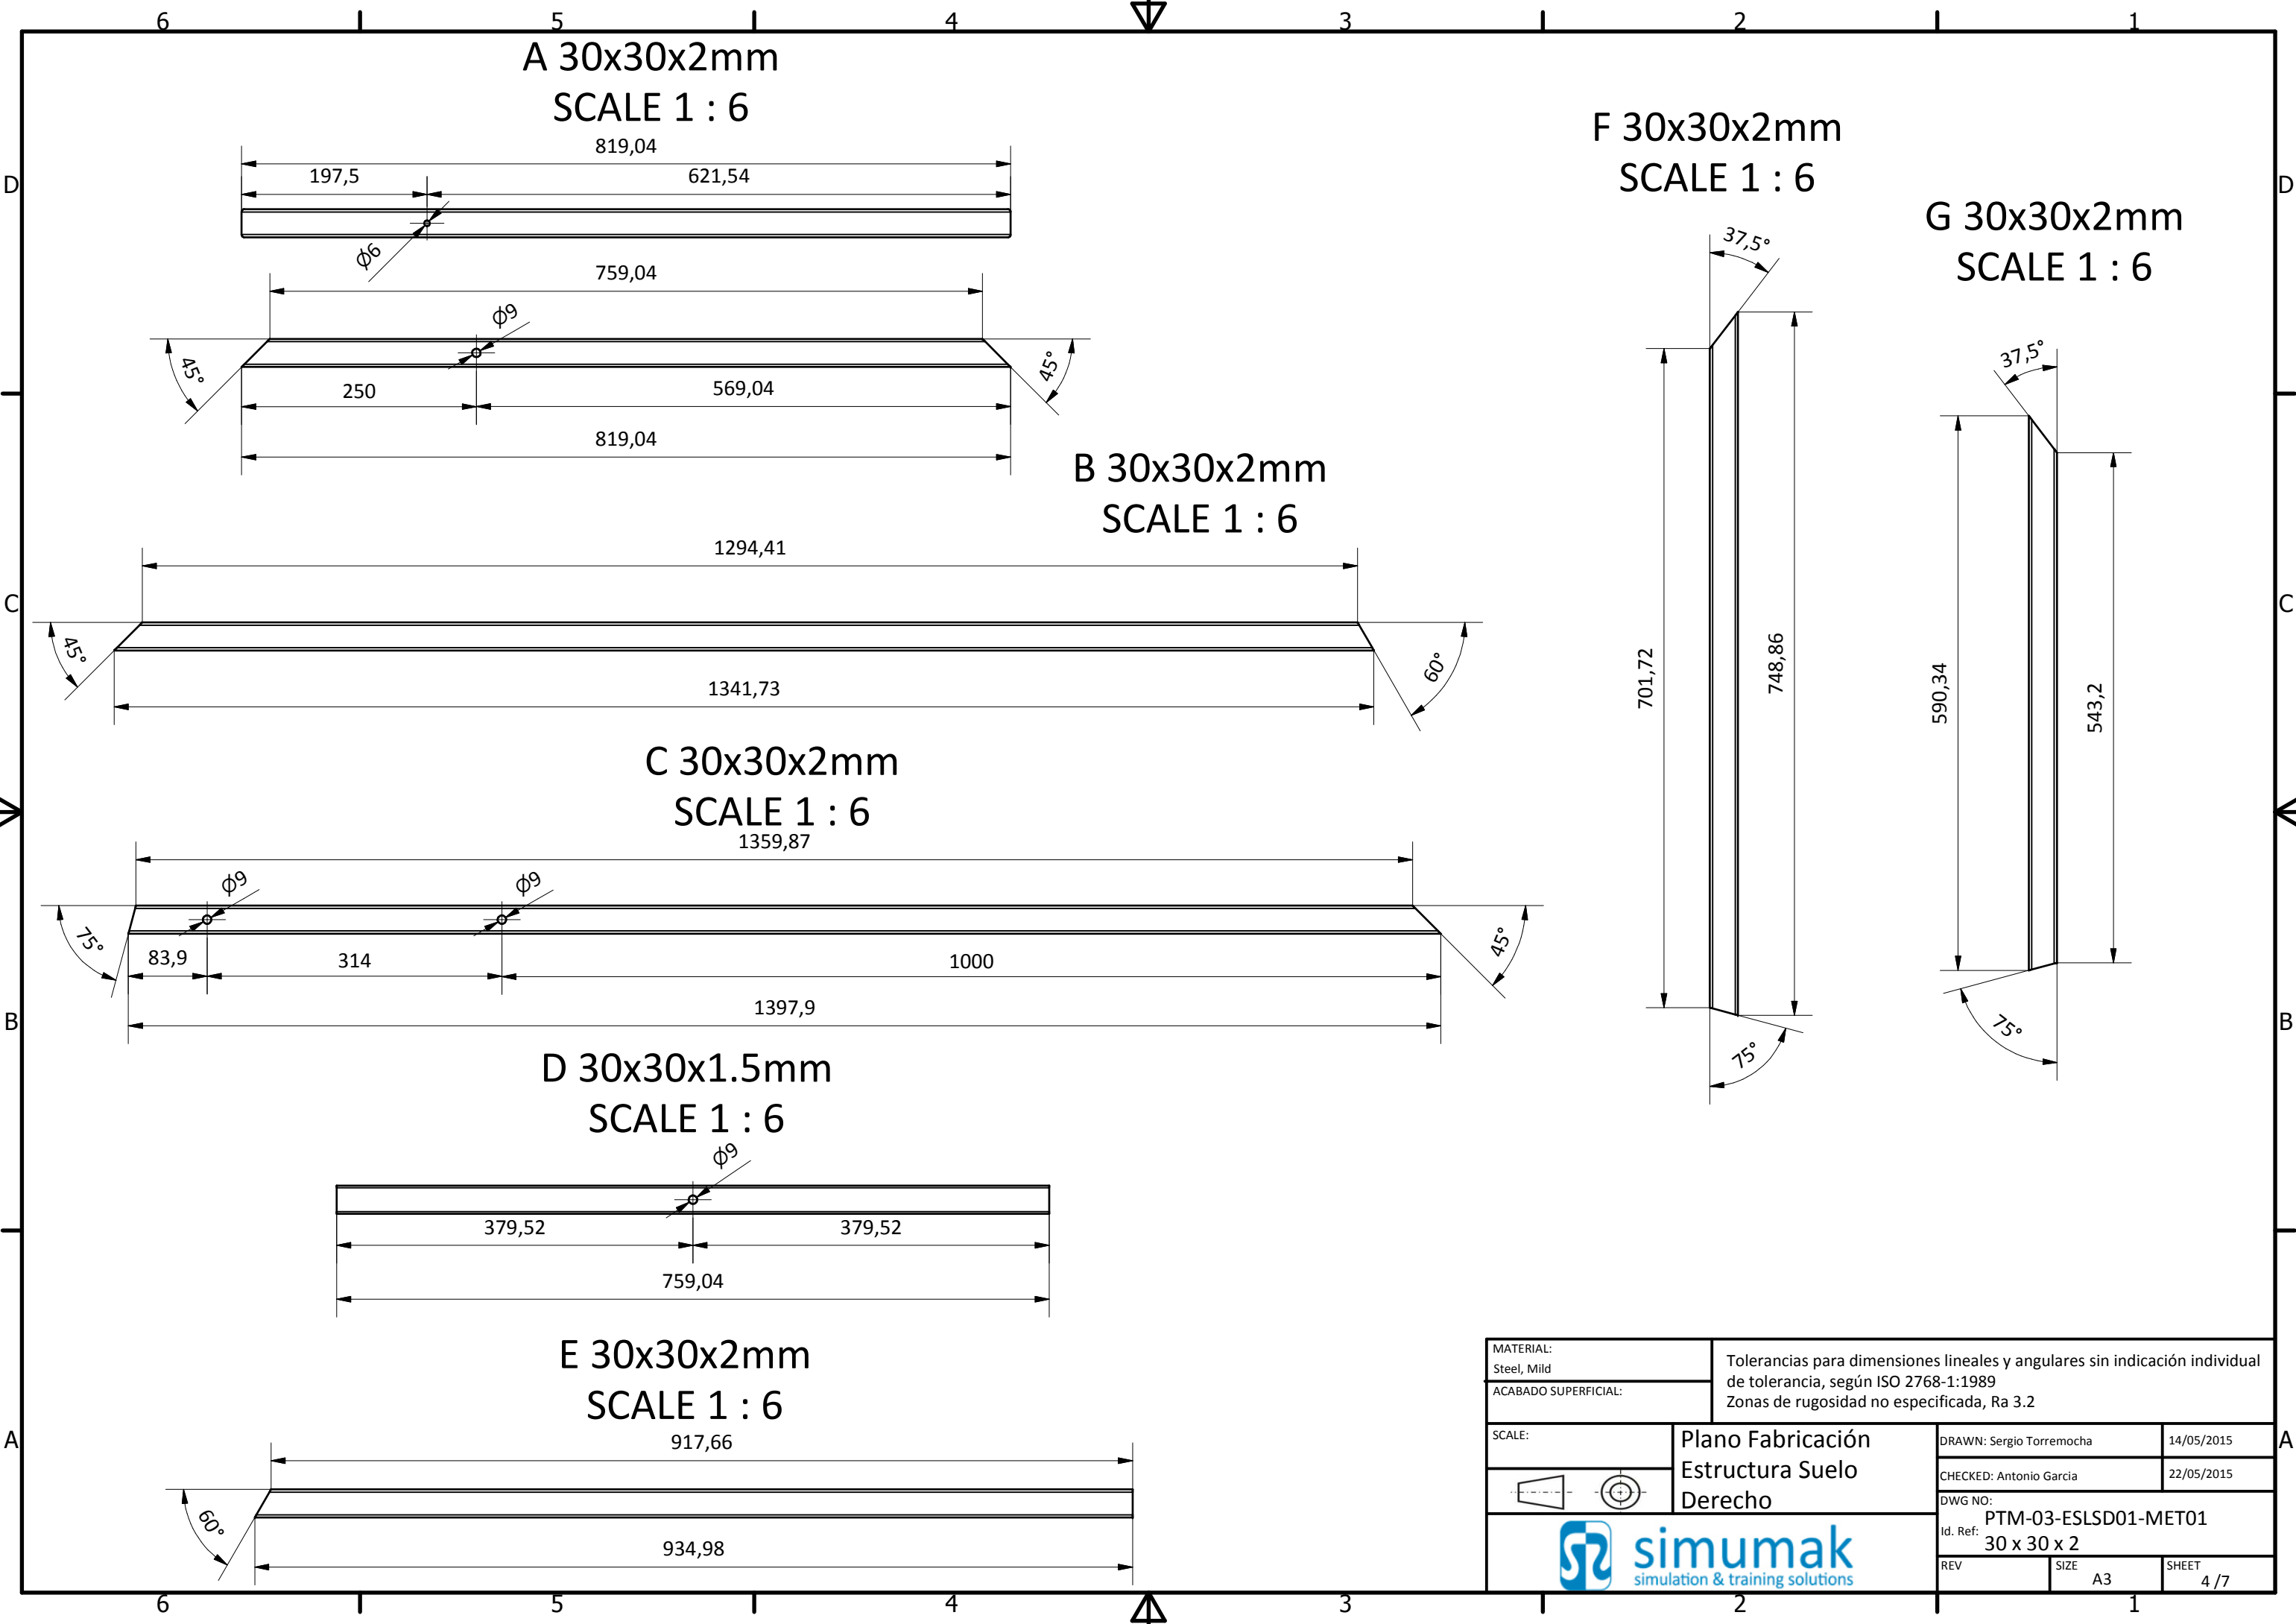 6 5 4 3 2 1
A 30x30x2mm
SCALE 1 : 6
819,04
197,5 621,54
∅6
759,04
∅9
45° 45°
250 569,04
819,04
F 30x30x2mm
SCALE 1 : 6
37,5°
701,72
748,86
75°
G 30x30x2mm
SCALE 1 : 6
37,5°
590,34
543,2
75°
D D
B 30x30x2mm
SCALE 1 : 6
1294,41
45° 60°
1341,73
C C
C 30x30x2mm
SCALE 1 : 6
1359,87
∅9 ∅9
75° 45°
83,9 314 1000
1397,9
B B
D 30x30x1.5mm
SCALE 1 : 6
∅9
379,52 379,52
759,04
E 30x30x2mm
SCALE 1 : 6
917,66
60°
934,98
A A
MATERIAL:
Steel, Mild
ACABADO SUPERFICIAL:
Tolerancias para dimensiones lineales y angulares sin indicación individual
de tolerancia, según ISO 2768-1:1989
Zonas de rugosidad no especificada, Ra 3.2
SCALE:
Plano Fabricación
Estructura Suelo
Derecho
DRAWN: Sergio Torremocha 14/05/2015
CHECKED: Antonio Garcia 22/05/2015
DWG NO:
PTM-03-ESLSD01-MET01
Id. Ref: 30 x 30 x 2
REV SIZE A3 SHEET 4 /7
simumak
simulation & training solutions
6 5 4 3 2 1